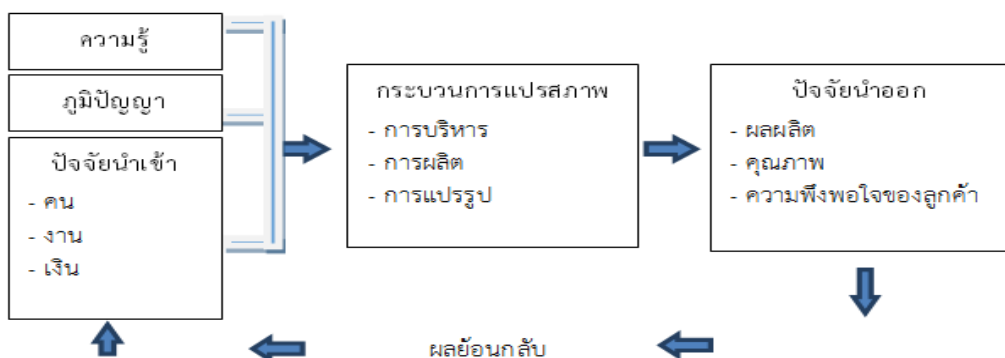 ความรู้
ภูมิปัญญา
ปัจจัยนำเข้า
- คน
- งาน
- เงิน
กระบวนการแปรสภาพ
- การบริหาร
- การผลิต
- การแปรรูป
ปัจจัยนำออก
- ผลผลิต
- คุณภาพ
- ความพึงพอใจของลูกค้า
ผลย้อนกลับ